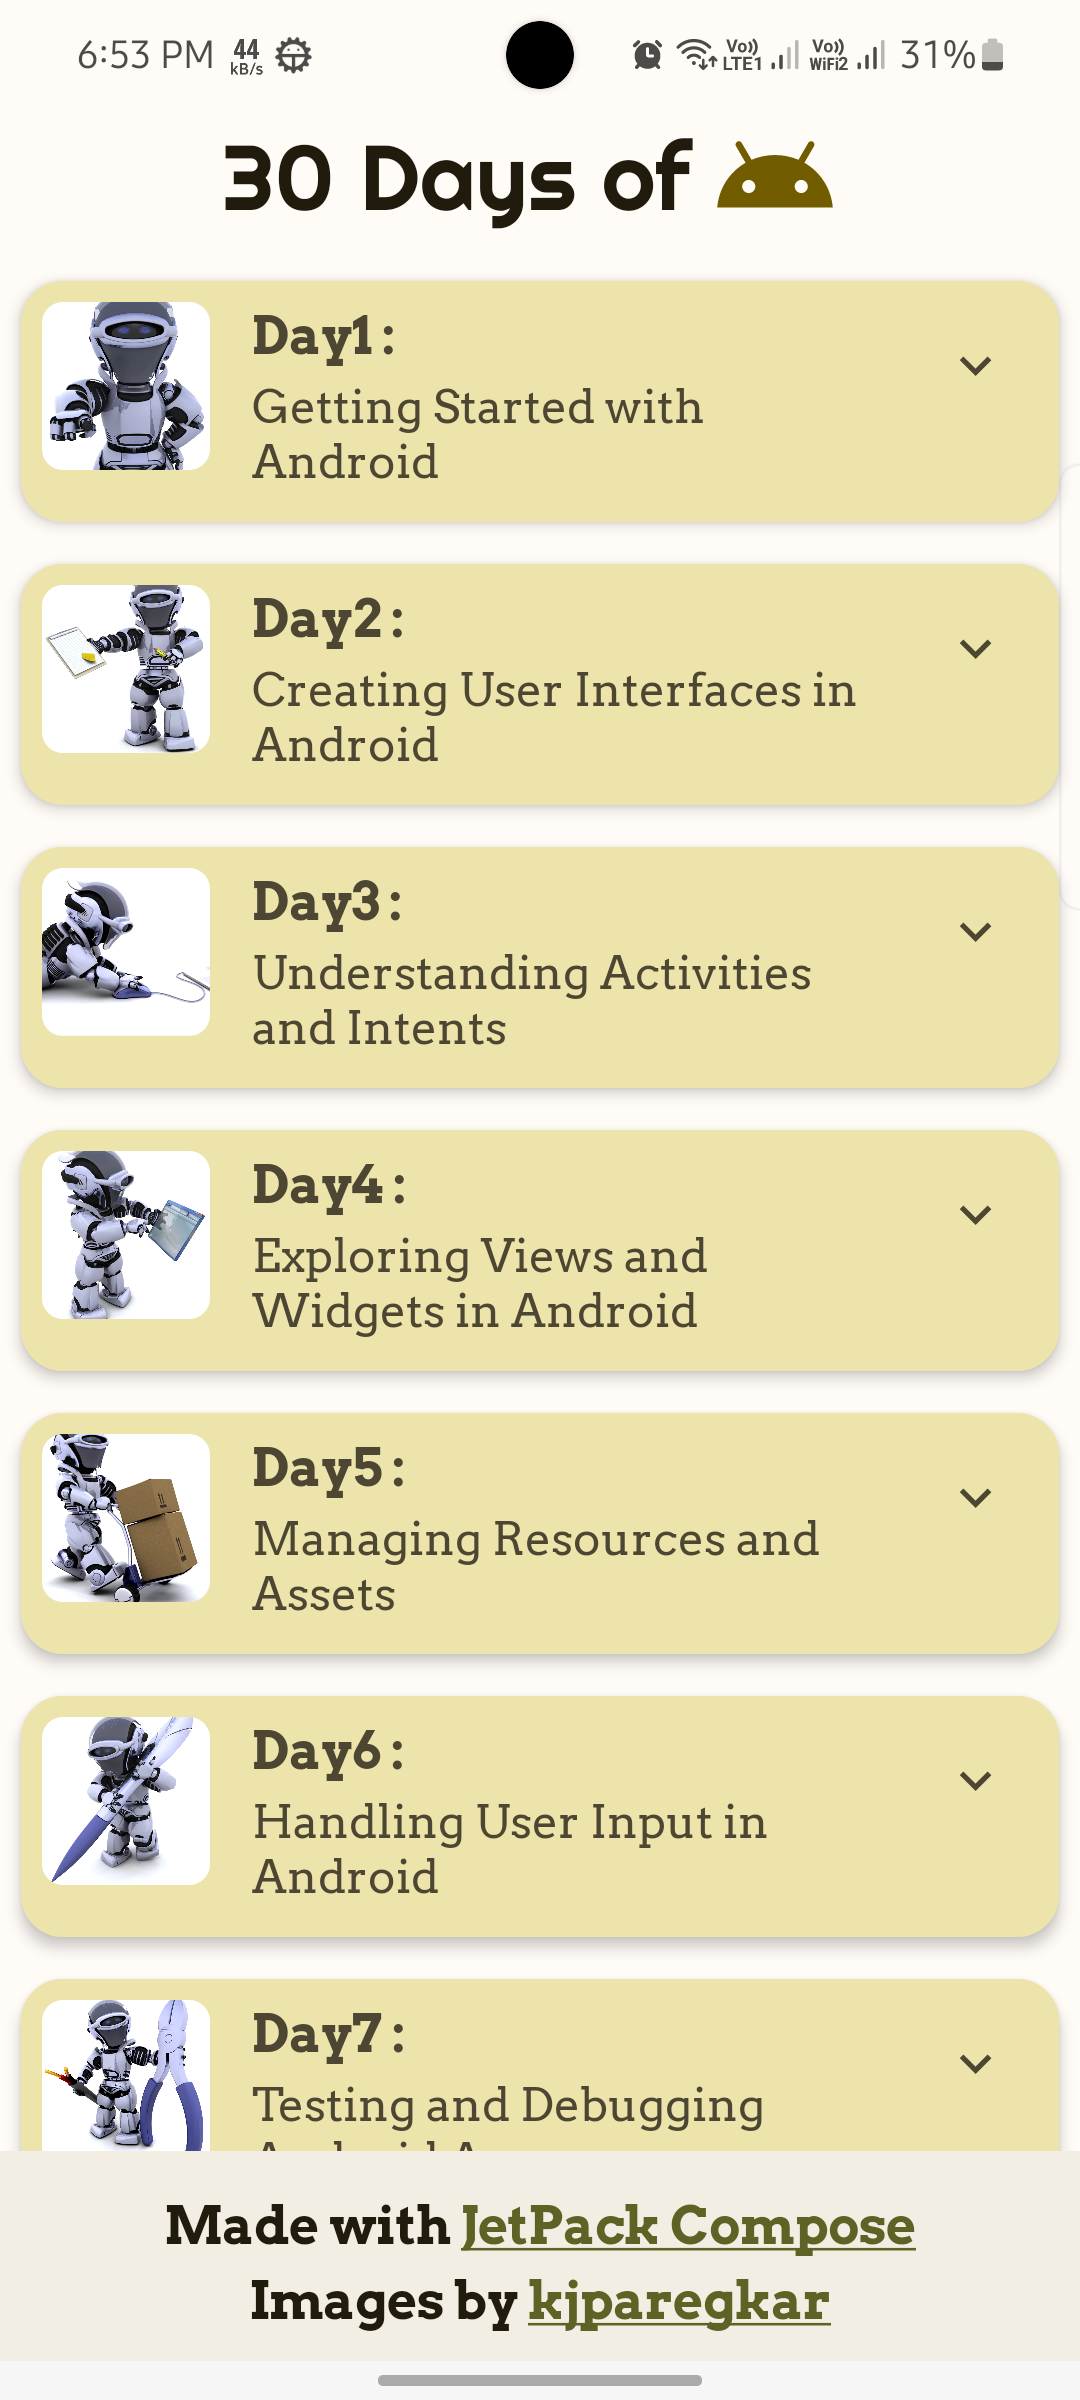 6:53 PM 44 kB/s Vo)) LTE1 Vo)) WiFi2 31%
30 Days of
Day1 :
Getting Started with
Android
Day2 :
Creating User Interfaces in
Android
Day3 :
Understanding Activities
and Intents
Day4 :
Exploring Views and
Widgets in Android
Day5 :
Managing Resources and
Assets
Day6 :
Handling User Input in
Android
Day7 :
Testing and Debugging
Made with JetPack Compose
Images by kjparegkar